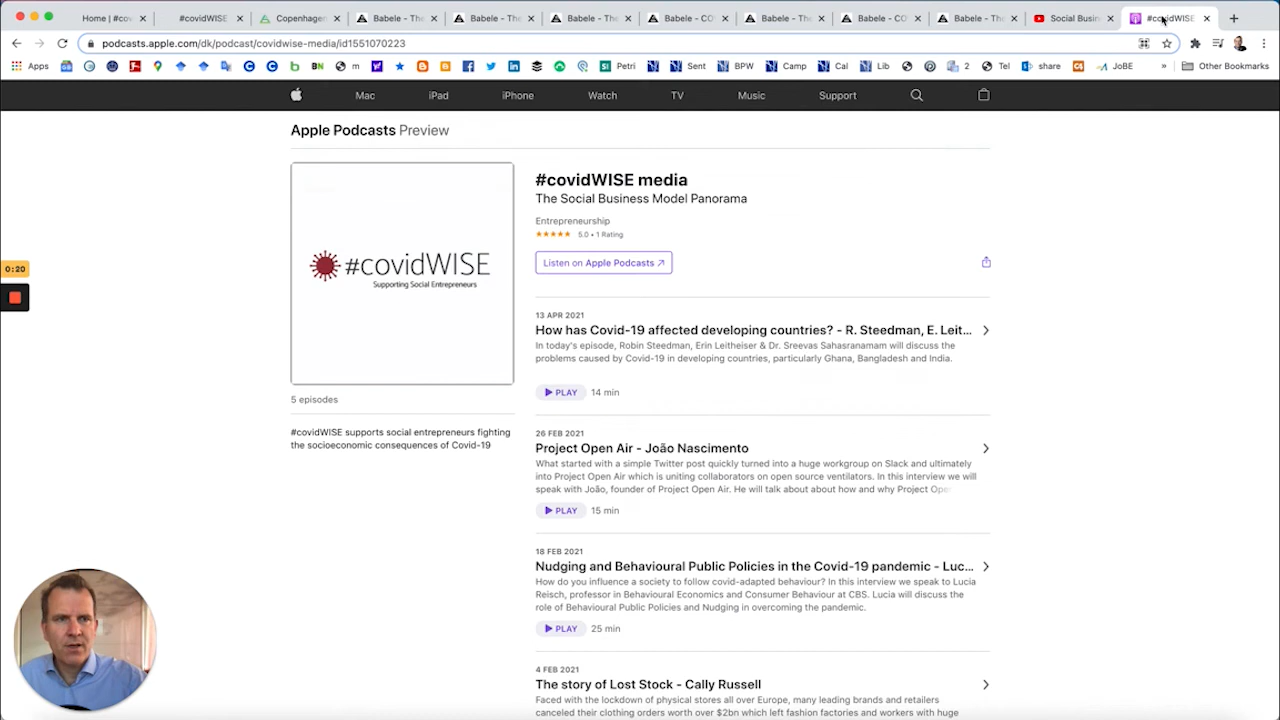 Home | #cov
#covidWISE
Copenhagen
Babele - Tha
Babele - The
Babele - The
Babele - CO
Babele - The
Babele - CO
Babele - The
Social Busin
#covidWISE
podcasts.apple.com/dk/podcast/covidwise-media/id1551070223
Apps
BN
m
Petri
Sent
BPW
Camp
Cal
Lib
2
Tel
share
JoBE
»
Other Bookmarks
Mac
iPad
iPhone
Watch
TV
Music
Support
Apple Podcasts Preview
#covidWISE
Supporting Social Entrepreneurs
5 episodes
#covidWISE supports social entrepreneurs fighting
the socioeconomic consequences of Covid-19
#covidWISE media
The Social Business Model Panorama
Entrepreneurship
★★★★★ 5.0 • 1 Rating
Listen on Apple Podcasts ↗
13 APR 2021
How has Covid-19 affected developing countries? - R. Steedman, E. Leit...
In today's episode, Robin Steedman, Erin Leitheiser & Dr. Sreevas Sahasranamam will discuss the
problems caused by Covid-19 in developing countries, particularly Ghana, Bangladesh and India.
PLAY 14 min
26 FEB 2021
Project Open Air - João Nascimento
What started with a simple Twitter post quickly turned into a huge workgroup on Slack and ultimately
into Project Open Air which is uniting collaborators on open source ventilators. In this interview we will
speak with João, founder of Project Open Air. He will talk about about how and why Project Open
PLAY 15 min
18 FEB 2021
Nudging and Behavioural Public Policies in the Covid-19 pandemic - Luc...
How do you influence a society to follow covid-adapted behaviour? In this interview we speak to Lucia
Reisch, professor in Behavioural Economics and Consumer Behaviour at CBS. Lucia will discuss the
role of Behavioural Public Policies and Nudging in overcoming the pandemic.
PLAY 25 min
4 FEB 2021
The story of Lost Stock - Cally Russell
Faced with the lockdown of physical stores all over Europe, many leading brands and retailers
canceled their clothing orders worth over $2bn which left fashion factories and workers with huge
0:20